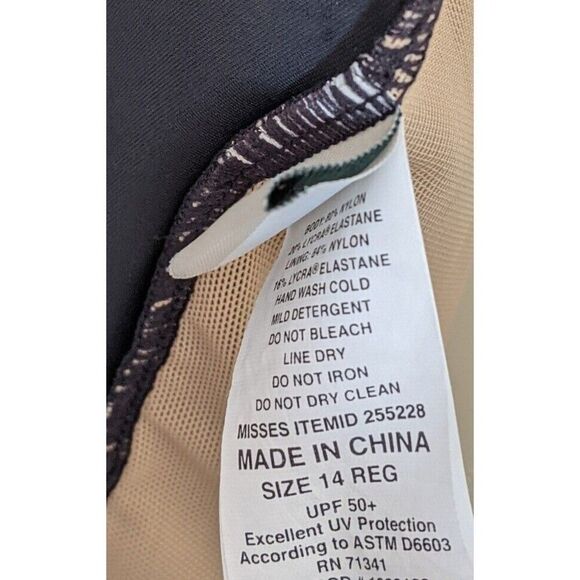 BODY: 80% NYLON
20% LYCRA® ELASTANE
LINING: 84% NYLON
16% LYCRA® ELASTANE
HAND WASH COLD
MILD DETERGENT
DO NOT BLEACH
LINE DRY
DO NOT IRON
DO NOT DRY CLEAN
MISSES ITEMID 255228
MADE IN CHINA
SIZE 14 REG
UPF 50+
Excellent UV Protection
According to ASTM D6603
RN 71341